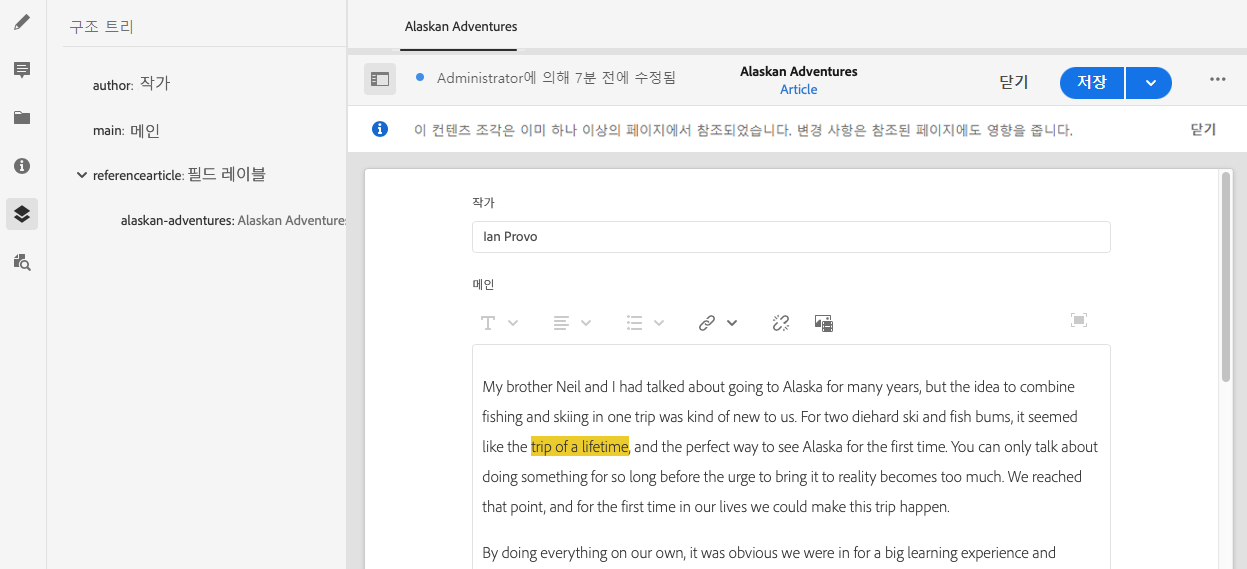 구조 트리
author: 작가
main: 메인
referencearticle: 필드 레이블
alaskan-adventures: Alaskan Adventures
Alaskan Adventures
Administrator에 의해 7분 전에 수정됨
Alaskan Adventures
Article
닫기
저장
이 컨텐츠 조각은 이미 하나 이상의 페이지에서 참조되었습니다. 변경 사항은 참조된 페이지에도 영향을 줍니다.
닫기
작가
Ian Provo
메인
My brother Neil and I had talked about going to Alaska for many years, but the idea to combine
fishing and skiing in one trip was kind of new to us. For two diehard ski and fish bums, it seemed
like the trip of a lifetime, and the perfect way to see Alaska for the first time. You can only talk about
doing something for so long before the urge to bring it to reality becomes too much. We reached
that point, and for the first time in our lives we could make this trip happen.
By doing everything on our own, it was obvious we were in for a big learning experience and